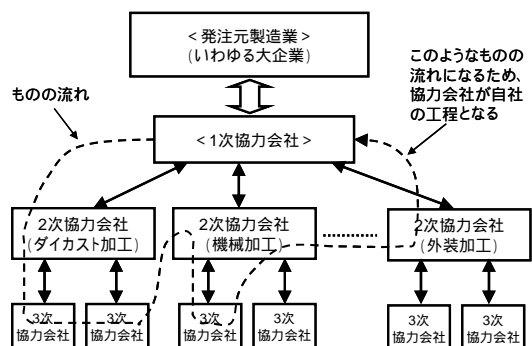 <発注元製造業>
(いわゆる大企業)
このようなものの
流れになるため、
協力会社が自社
の工程となる
ものの流れ
<1次協力会社>
2次協力会社
(ダイカスト加工)
2次協力会社
(機械加工)
2次協力会社
(外装加工)
3次
協力会社
3次
協力会社
3次
協力会社
3次
協力会社
3次
協力会社
3次
協力会社